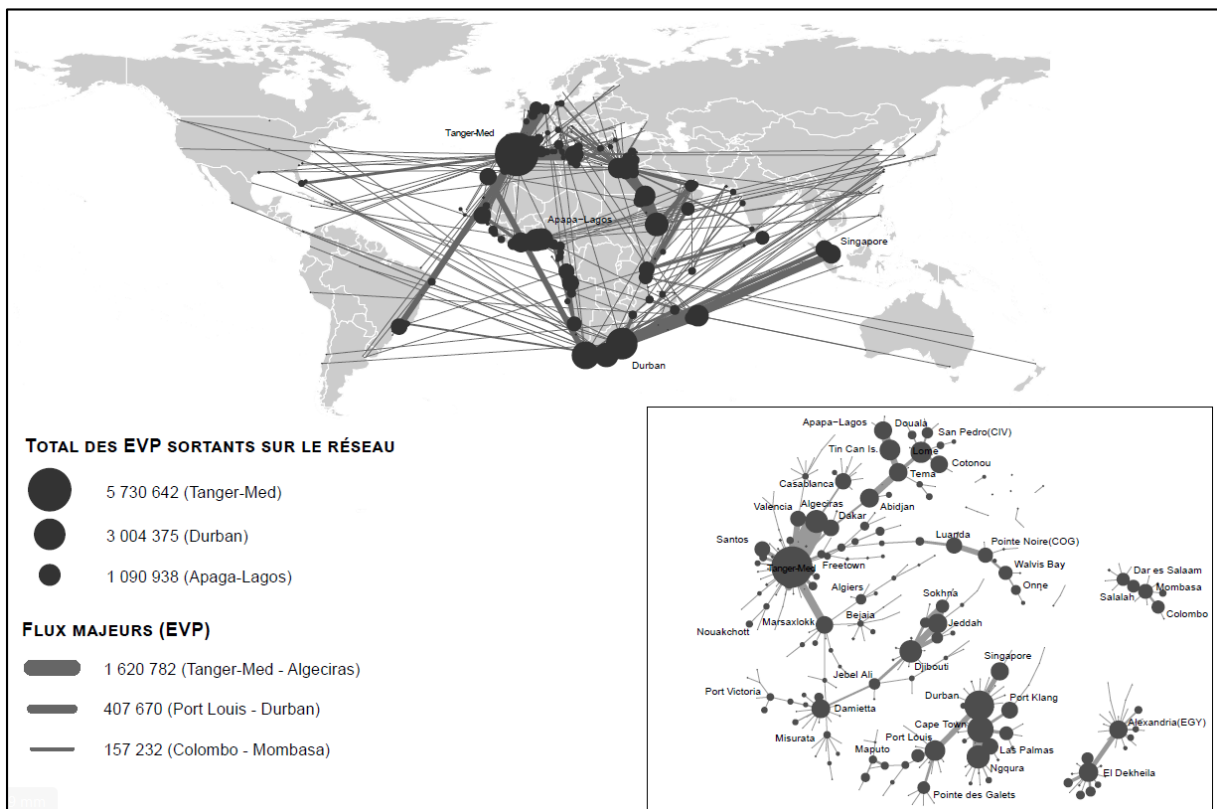 Tanger-Med
Apapa-Lagos
Singapore
Durban
TOTAL DES EVP SORTANTS SUR LE RÉSEAU
5 730 642 (Tanger-Med)
3 004 375 (Durban)
1 090 938 (Apaga-Lagos)
FLUX MAJEURS (EVP)
1 620 782 (Tanger-Med - Algeciras)
407 670 (Port Louis - Durban)
157 232 (Colombo - Mombasa)
Apapa-Lagos
Douala
San Pedro(CIV)
Tin Can Is.
Lome
Cotonou
Tema
Casablanca
Valencia
Algeciras
Dakar
Abidjan
Santos
Tanger-Med
Freetown
Luanda
Pointe Noire(COG)
Walvis Bay
Onne
Dar es Salaam
Mombasa
Salalah
Colombo
Algiers
Bejaia
Sokhna
Nouakchott
Marsaxlokk
Jeddah
Djibouti
Jebel Ali
Singapore
Port Victoria
Damietta
Durban
Port Klang
Misurata
Cape Town
Port Louis
Las Palmas
Maputo
Ngqura
Pointe des Galets
Alexandria(EGY)
El Dekheila